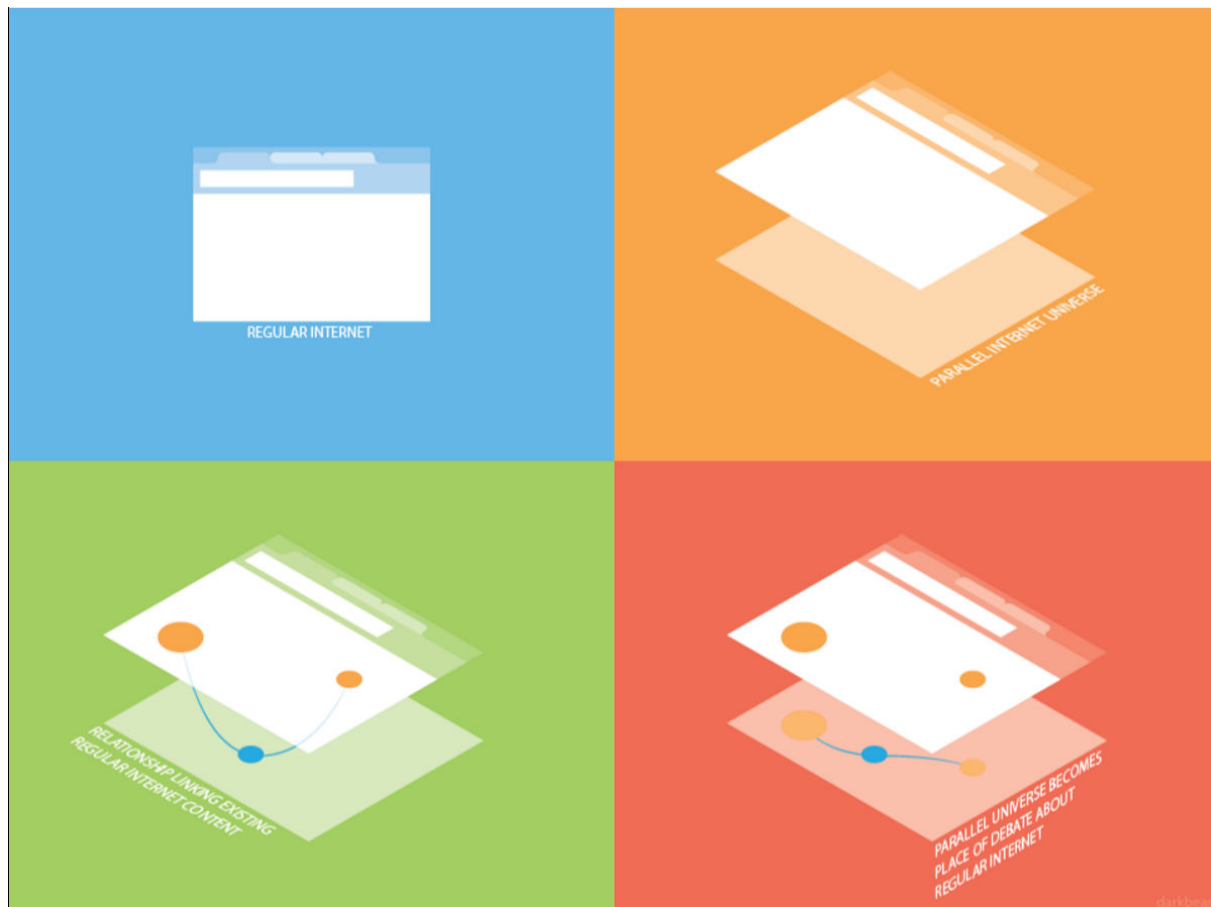 REGULAR INTERNET
PARALLEL INTERNET UNIVERSE
RELATIONSHIP LINKING EXISTING
REGULAR INTERNET CONTENT
PARALLEL UNIVERSE BECOMES
PLACE OF DEBATE ABOUT
REGULAR INTERNET